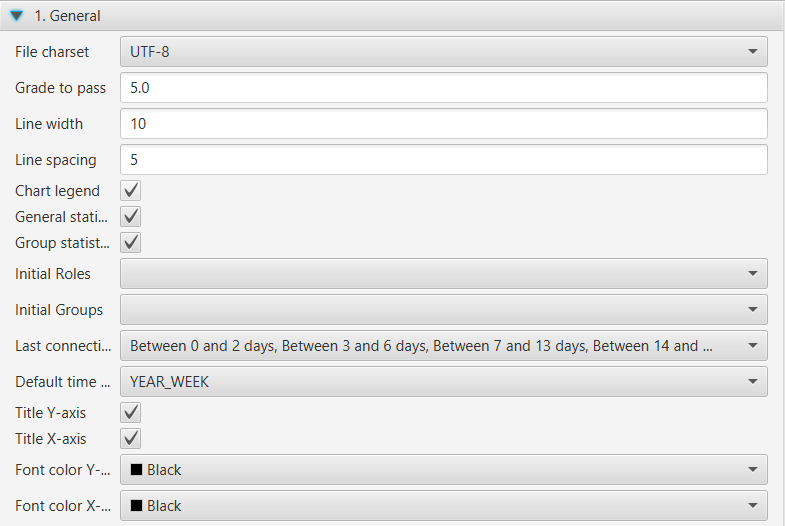 1. General
File charset UTF-8
Grade to pass 5.0
Line width 10
Line spacing 5
Chart legend
General stati...
Group statist...
Initial Roles
Initial Groups
Last connecti... Between 0 and 2 days, Between 3 and 6 days, Between 7 and 13 days, Between 14 and ...
Default time ... YEAR_WEEK
Title Y-axis
Title X-axis
Font color Y-... Black
Font color X-... Black